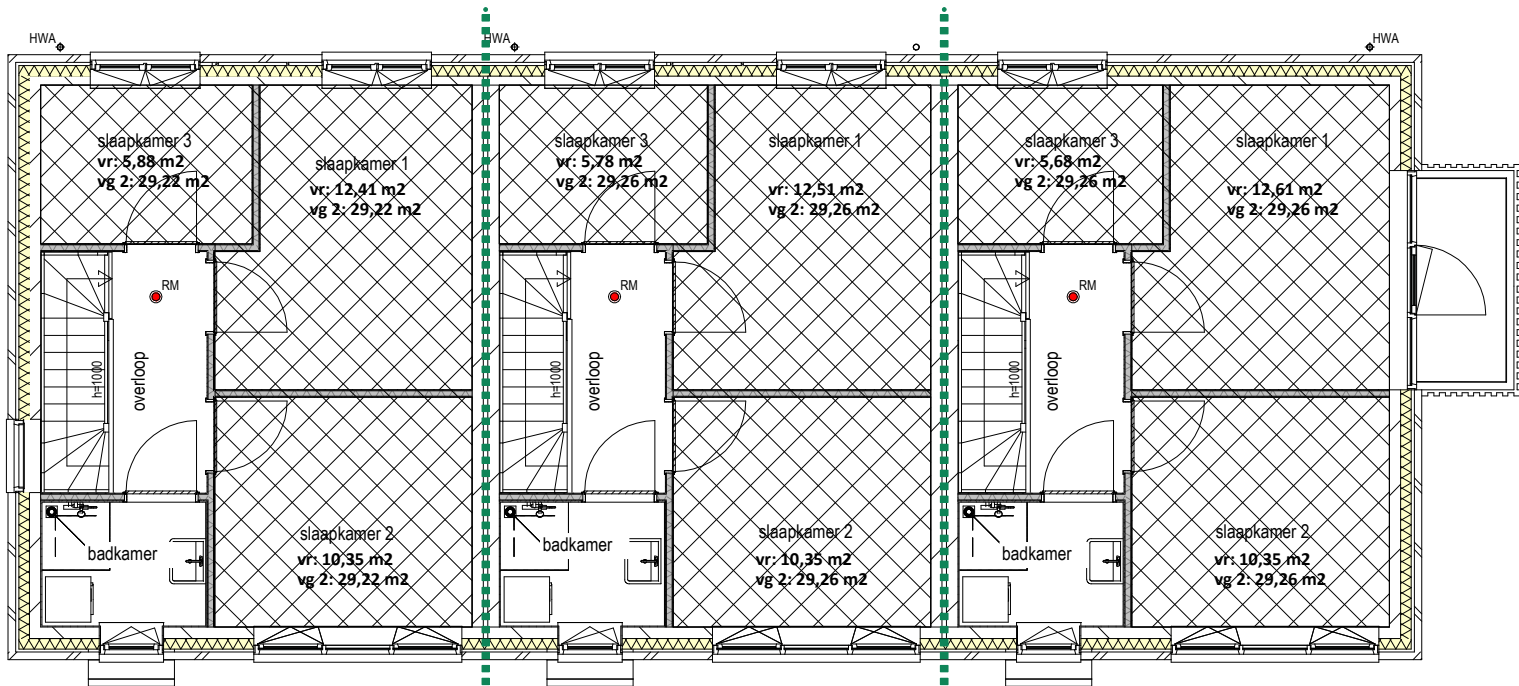 HWA
HWA
HWA
slaapkamer 3
vr: 5,88 m2
vg 2: 29,22 m2
slaapkamer 1
vr: 12,41 m2
vg 2: 29,22 m2
RM
h=1000
overloop
badkamer
slaapkamer 2
vr: 10,35 m2
vg 2: 29,22 m2
slaapkamer 3
vr: 5,78 m2
vg 2: 29,26 m2
slaapkamer 1
vr: 12,51 m2
vg 2: 29,26 m2
RM
h=1000
overloop
badkamer
slaapkamer 2
vr: 10,35 m2
vg 2: 29,26 m2
slaapkamer 3
vr: 5,68 m2
vg 2: 29,26 m2
slaapkamer 1
vr: 12,61 m2
vg 2: 29,26 m2
RM
h=1000
overloop
badkamer
slaapkamer 2
vr: 10,35 m2
vg 2: 29,26 m2